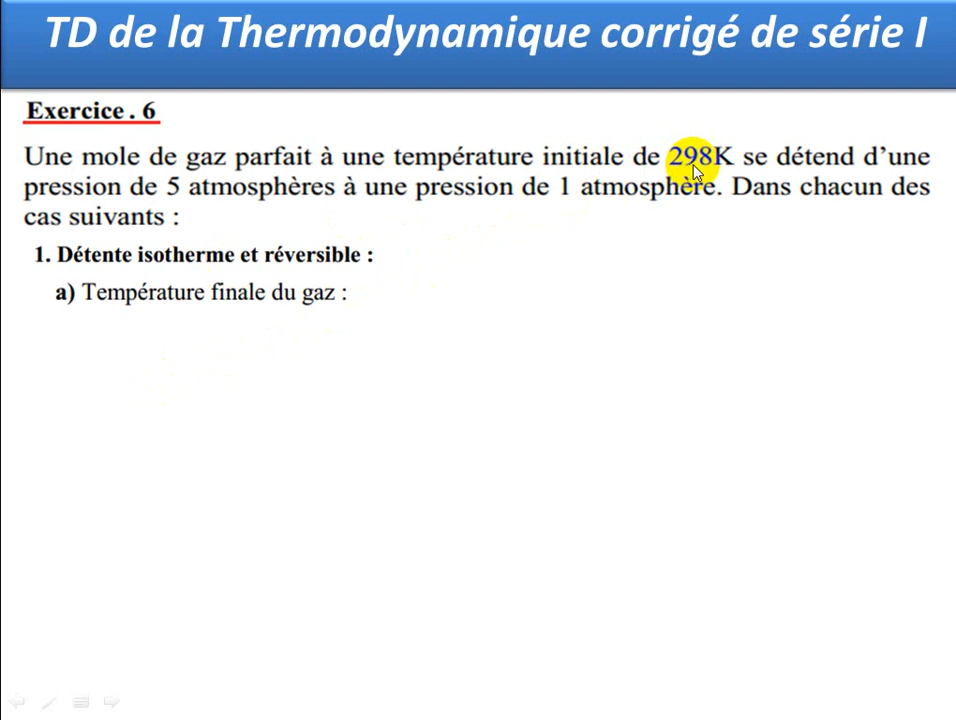 TD de la Thermodynamique corrigé de série I
Exercice . 6
Une mole de gaz parfait à une température initiale de 298K se détend d’une
pression de 5 atmosphères à une pression de 1 atmosphère. Dans chacun des
cas suivants :
1. Détente isotherme et réversible :
a) Température finale du gaz :